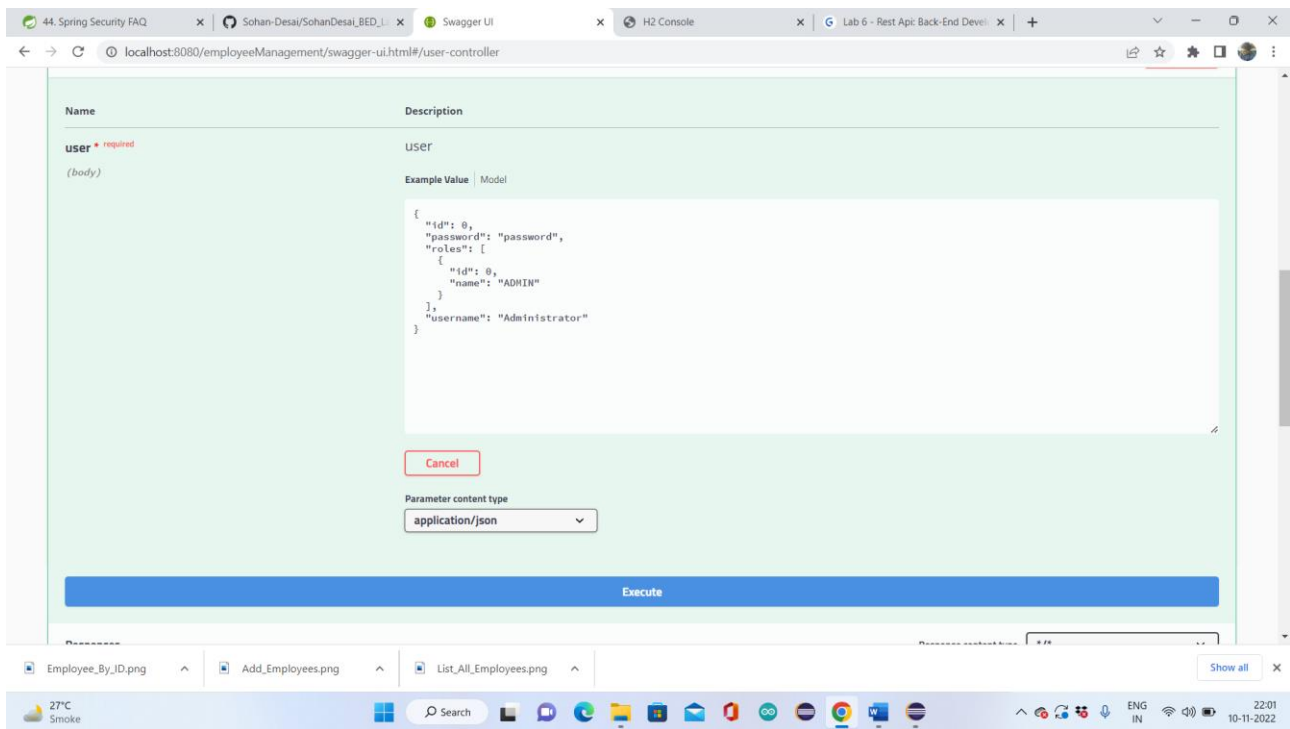 44. Spring Security FAQ
Sohan-Desai/SohanDesai_BED_L
Swagger UI
H2 Console
Lab 6 - Rest Api: Back-End Devel
localhost:8080/employeeManagement/swagger-ui.html#/user-controller
Name Description
user * required user
(body)
Example Value Model
{
"id": 0,
"password": "password",
"roles": [
{
"id": 0,
"name": "ADMIN"
}
],
"username": "Administrator"
}
Cancel
Parameter content type
application/json
Execute
Employee_By_ID.png Add_Employees.png List_All_Employees.png Show all
27°C
Smoke
Search
ENG
IN
22:01
10-11-2022